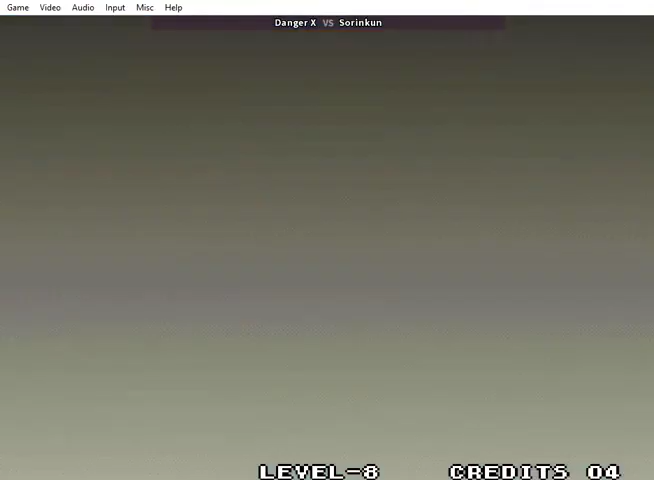 Game Video Audio Input Misc Help
Danger X VS Sorinkun
LEVEL-8 CREDITS 04